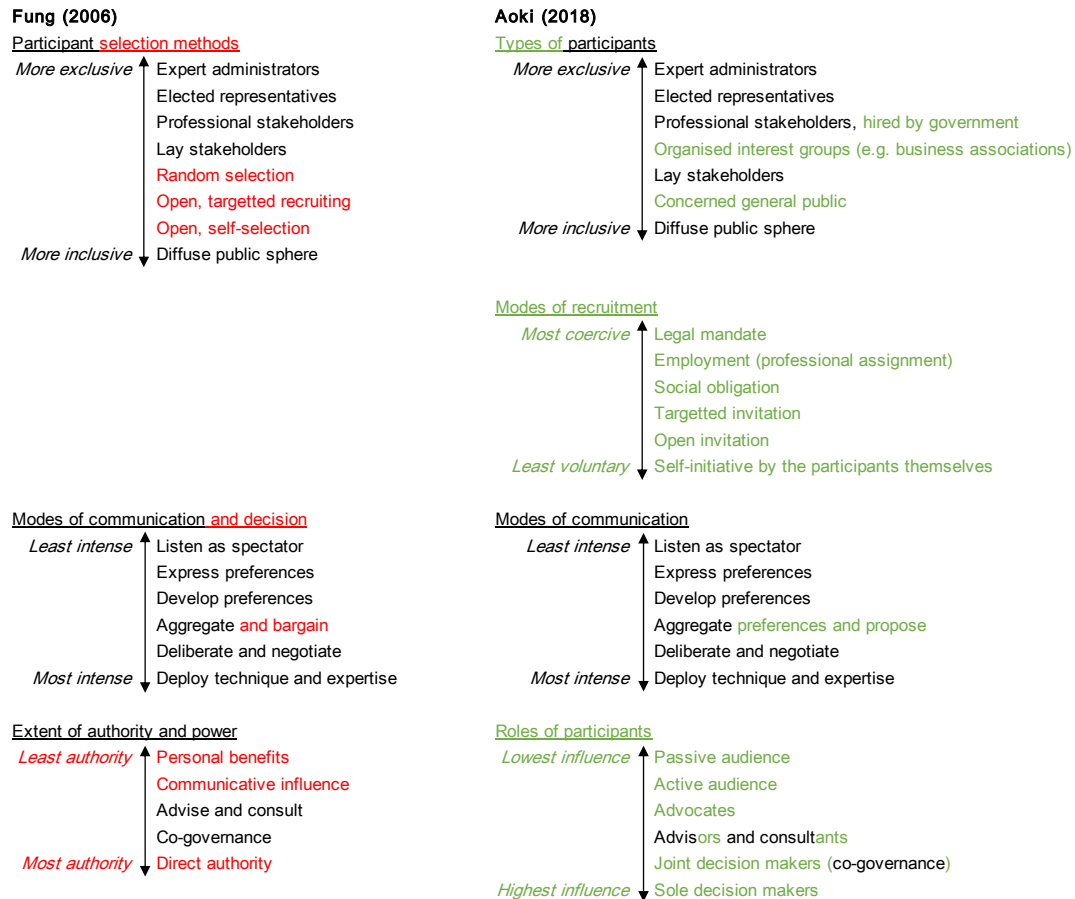 Fung (2006)
Participant selection methods
More exclusive
Expert administrators
Elected representatives
Professional stakeholders
Lay stakeholders
Random selection
Open, targetted recruiting
Open, self-selection
More inclusive
Diffuse public sphere
Modes of communication and decision
Least intense
Listen as spectator
Express preferences
Develop preferences
Aggregate and bargain
Deliberate and negotiate
Most intense
Deploy technique and expertise
Extent of authority and power
Least authority
Personal benefits
Communicative influence
Advise and consult
Co-governance
Most authority
Direct authority
Aoki (2018)
Types of participants
More exclusive
Expert administrators
Elected representatives
Professional stakeholders, hired by government
Organised interest groups (e.g. business associations)
Lay stakeholders
Concerned general public
More inclusive
Diffuse public sphere
Modes of recruitment
Most coercive
Legal mandate
Employment (professional assignment)
Social obligation
Targetted invitation
Open invitation
Least voluntary
Self-initiative by the participants themselves
Modes of communication
Least intense
Listen as spectator
Express preferences
Develop preferences
Aggregate preferences and propose
Deliberate and negotiate
Most intense
Deploy technique and expertise
Roles of participants
Lowest influence
Passive audience
Active audience
Advocates
Advisors and consultants
Joint decision makers (co-governance)
Highest influence
Sole decision makers